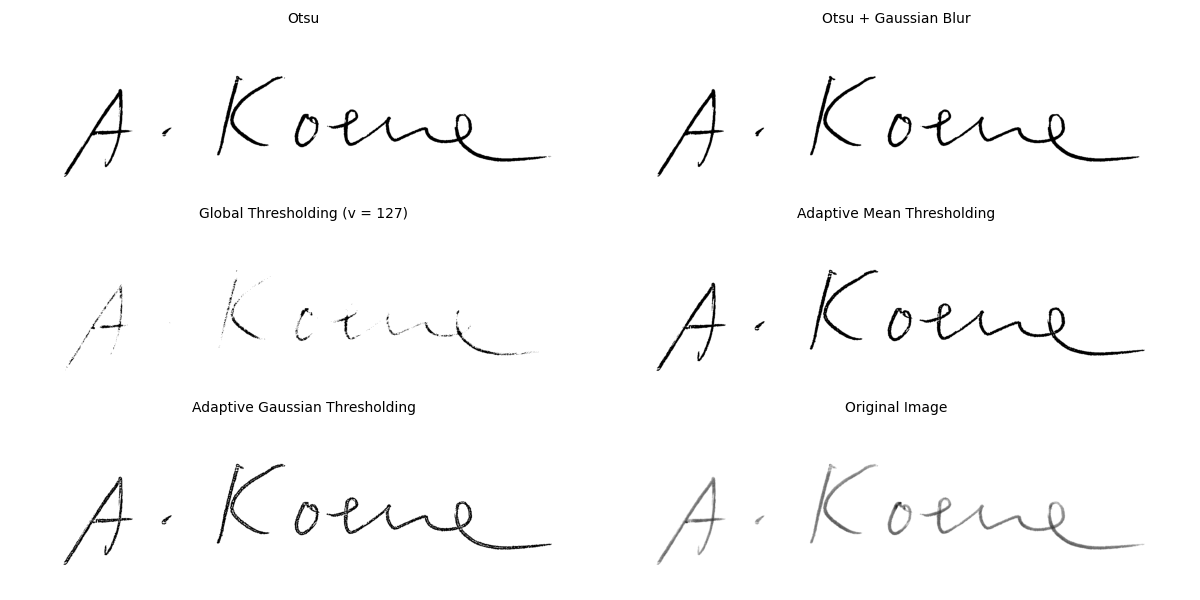 Otsu
Otsu + Gaussian Blur
A. Koene
A. Koene
Global Thresholding (v = 127)
Adaptive Mean Thresholding
A. Koene
A. Koene
Adaptive Gaussian Thresholding
Original Image
A. Koene
A. Koene